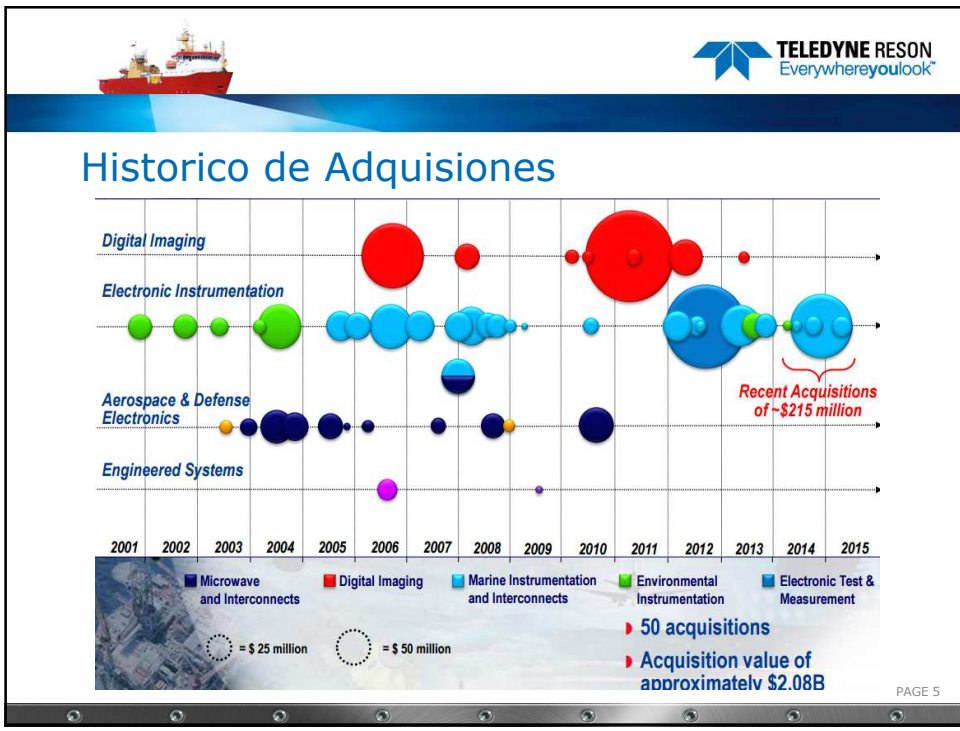 TELEDYNE RESON
Everywhereyoulook™
Historico de Adquisiones
Digital Imaging
Electronic Instrumentation
Recent Acquisitions
of ~$215 million
Aerospace & Defense
Electronics
Engineered Systems
2001 2002 2003 2004 2005 2006 2007 2008 2009 2010 2011 2012 2013 2014 2015
Microwave
and Interconnects
Digital Imaging
Marine Instrumentation
and Interconnects
Environmental
Instrumentation
Electronic Test &
Measurement
= $ 25 million
= $ 50 million
50 acquisitions
Acquisition value of
approximately $2.08B
PAGE 5